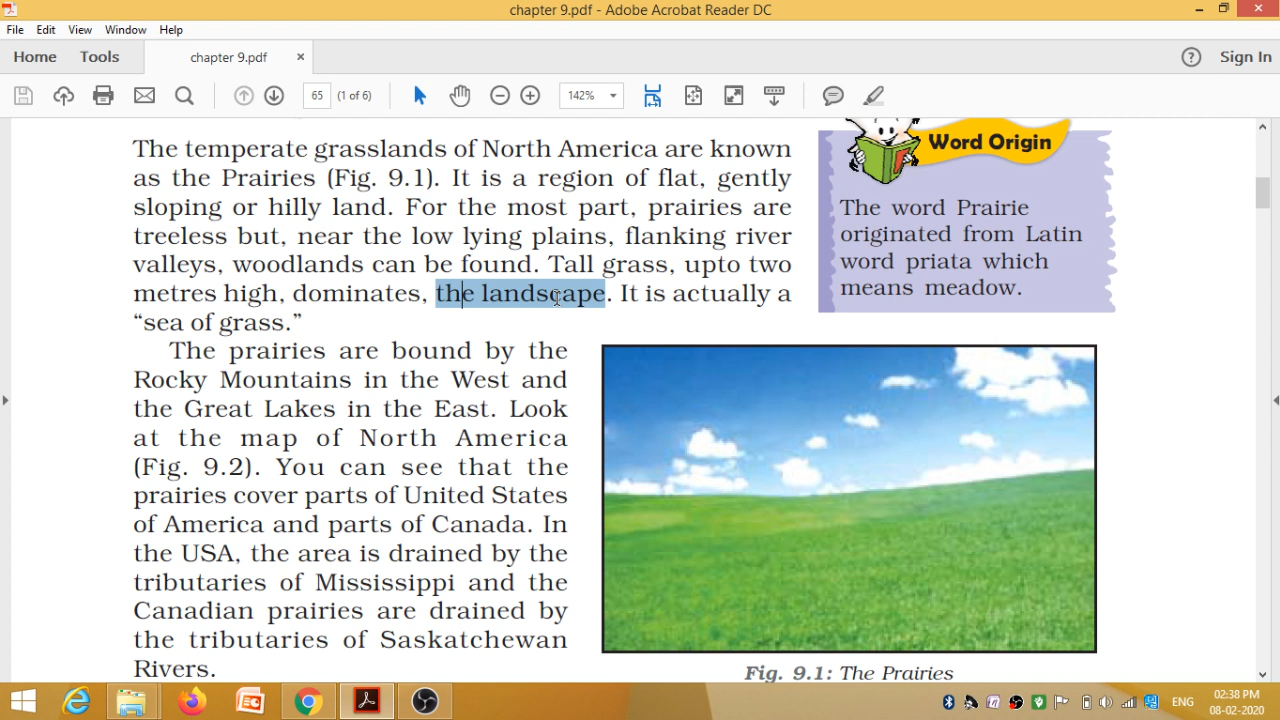 chapter 9.pdf - Adobe Acrobat Reader DC
File Edit View Window Help
Home Tools chapter 9.pdf × Sign In
65 (1 of 6) 142%
The temperate grasslands of North America are known
as the Prairies (Fig. 9.1). It is a region of flat, gently
sloping or hilly land. For the most part, prairies are
treeless but, near the low lying plains, flanking river
valleys, woodlands can be found. Tall grass, upto two
metres high, dominates, the landscape. It is actually a
“sea of grass.”
Word Origin
The word Prairie
originated from Latin
word priata which
means meadow.
The prairies are bound by the
Rocky Mountains in the West and
the Great Lakes in the East. Look
at the map of North America
(Fig. 9.2). You can see that the
prairies cover parts of United States
of America and parts of Canada. In
the USA, the area is drained by the
tributaries of Mississippi and the
Canadian prairies are drained by
the tributaries of Saskatchewan
Rivers.
Fig. 9.1: The Prairies
ENG
02:38 PM
08-02-2020